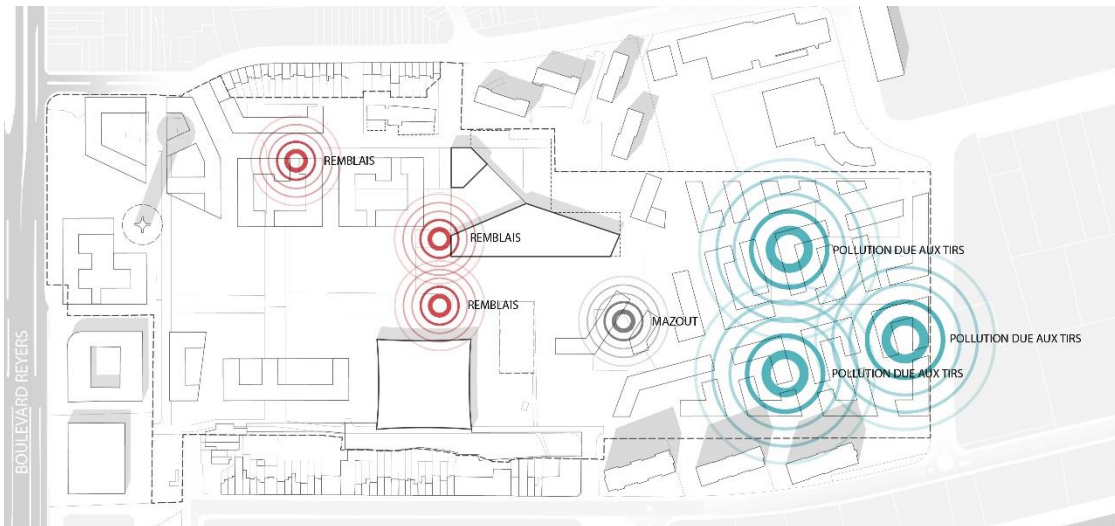 REMBLAIS
REMBLAIS
POLLUTION DUE AUX TIRS
REMBLAIS
MAZOUT
POLLUTION DUE AUX TIRS
POLLUTION DUE AUX TIRS
BOULEVARD REYERS